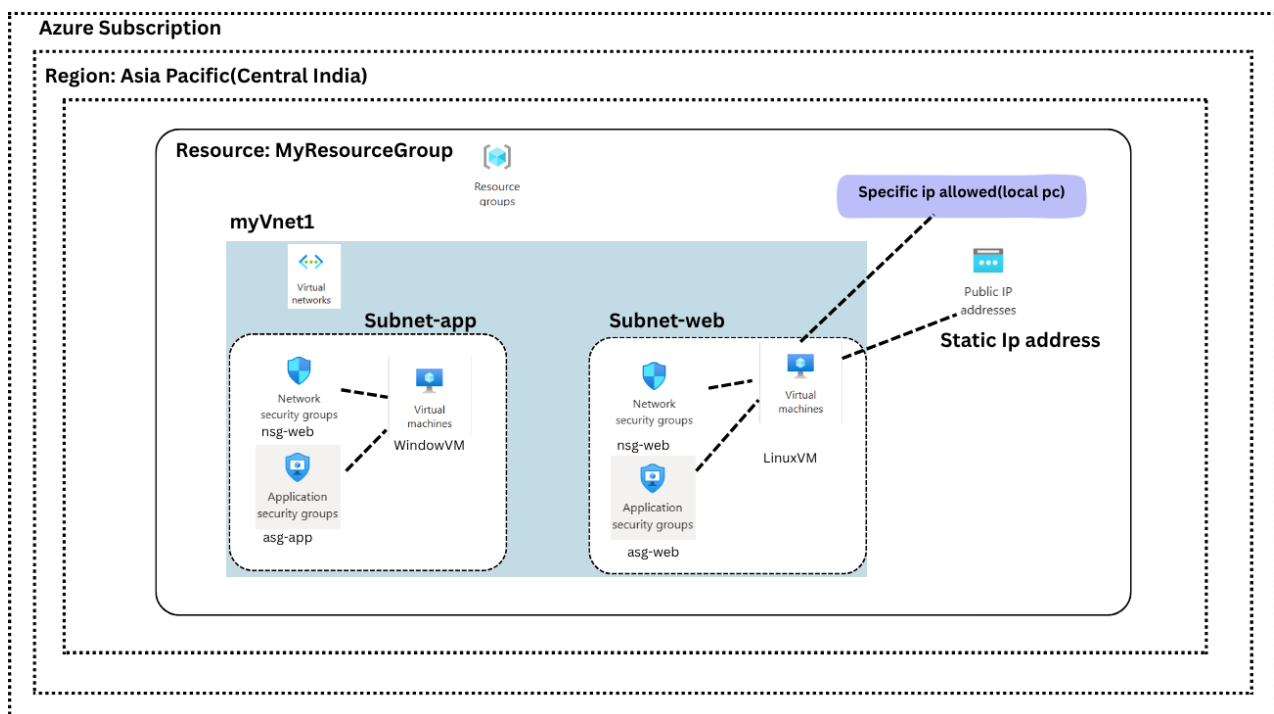 Azure Subscription
Region: Asia Pacific(Central India)
Resource: MyResourceGroup
Resource
groups
Specific ip allowed(local pc)
myVnet1
Virtual
networks
Public IP
addresses
Static Ip address
Subnet-app
Network
security groups
nsg-web
Virtual
machines
WindowVM
Application
security groups
asg-app
Subnet-web
Network
security groups
nsg-web
Virtual
machines
LinuxVM
Application
security groups
asg-web